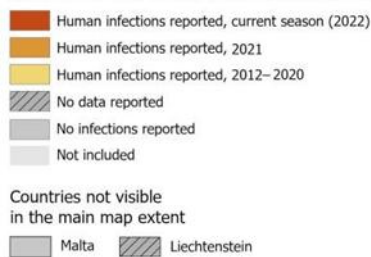 Human infections reported, current season (2022)
Human infections reported, 2021
Human infections reported, 2012–2020
No data reported
No infections reported
Not included
Countries not visible
in the main map extent
Malta Liechtenstein